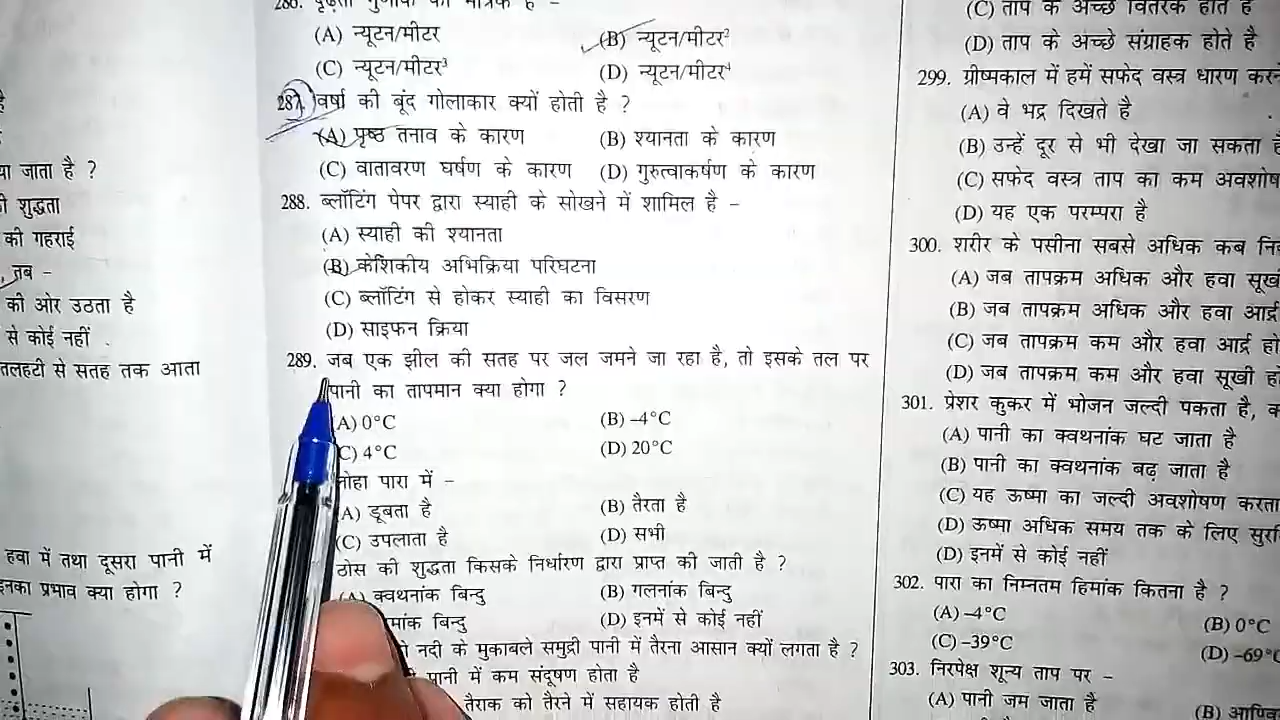 या जाता है ?
ी शुद्धता
की गहराई
, तब –
की ओर उठता है
से कोई नहीं .
तलहटी से सतह तक आता
हवा में तथा दूसरा पानी में
इनका प्रभाव क्या होगा ?
(A) न्यूटन/मीटर (B) न्यूटन/मीटर²
(C) न्यूटन/मीटर³ (D) न्यूटन/मीटर⁴
287. वर्षा की बूंद गोलाकार क्यों होती है ?
(A) पृष्ठ तनाव के कारण (B) श्यानता के कारण
(C) वातावरण घर्षण के कारण (D) गुरुत्वाकर्षण के कारण
288. ब्लॉटिंग पेपर द्वारा स्याही के सोखने में शामिल है –
(A) स्याही की श्यानता
(B) केशिकीय अभिक्रिया परिघटना
(C) ब्लॉटिंग से होकर स्याही का विसरण
(D) साइफन क्रिया
289. जब एक झील की सतह पर जल जमने जा रहा है, तो इसके तल पर
पानी का तापमान क्या होगा ?
(A) 0°C (B) –4°C
C) 4°C (D) 20°C
लोहा पारा में –
(A) डूबता है (B) तैरता है
(C) उपलाता है (D) सभी
ठोस की शुद्धता किसके निर्धारण द्वारा प्राप्त की जाती है ?
(A) क्वथनांक बिन्दु (B) गलनांक बिन्दु
मांक बिन्दु (D) इनमें से कोई नहीं
नदी के मुकाबले समुद्री पानी में तैरना आसान क्यों लगता है ?
पानी में कम संदूषण होता है
तैराक को तैरने में सहायक होती है
(C) ताप के अच्छे वितरक होते है
(D) ताप के अच्छे संग्राहक होते है
299. ग्रीष्मकाल में हमें सफेद वस्त्र धारण करन
(A) वे भद्र दिखते है
(B) उन्हें दूर से भी देखा जा सकता है
(C) सफेद वस्त्र ताप का कम अवशोष
(D) यह एक परम्परा है
300. शरीर के पसीना सबसे अधिक कब
(A) जब तापक्रम अधिक और हवा सूख
(B) जब तापक्रम अधिक और हवा आर्द्र
(C) जब तापक्रम कम और हवा आर्द्र हो
(D) जब तापक्रम कम और हवा सूखी ह
301. प्रेशर कुकर में भोजन जल्दी पकता है, क
(A) पानी का क्वथनांक घट जाता है
(B) पानी का क्वथनांक बढ़ जाता है
(C) यह ऊष्मा का जल्दी अवशोषण करता
(D) ऊष्मा अधिक समय तक के लिए सुर
(D) इनमें से कोई नहीं
302. पारा का निम्नतम हिमांक कितना है ?
(A) –4°C (B) 0°C
(C) –39°C (D) –69°C
303. निरपेक्ष शून्य ताप पर –
(A) पानी जम जाता है